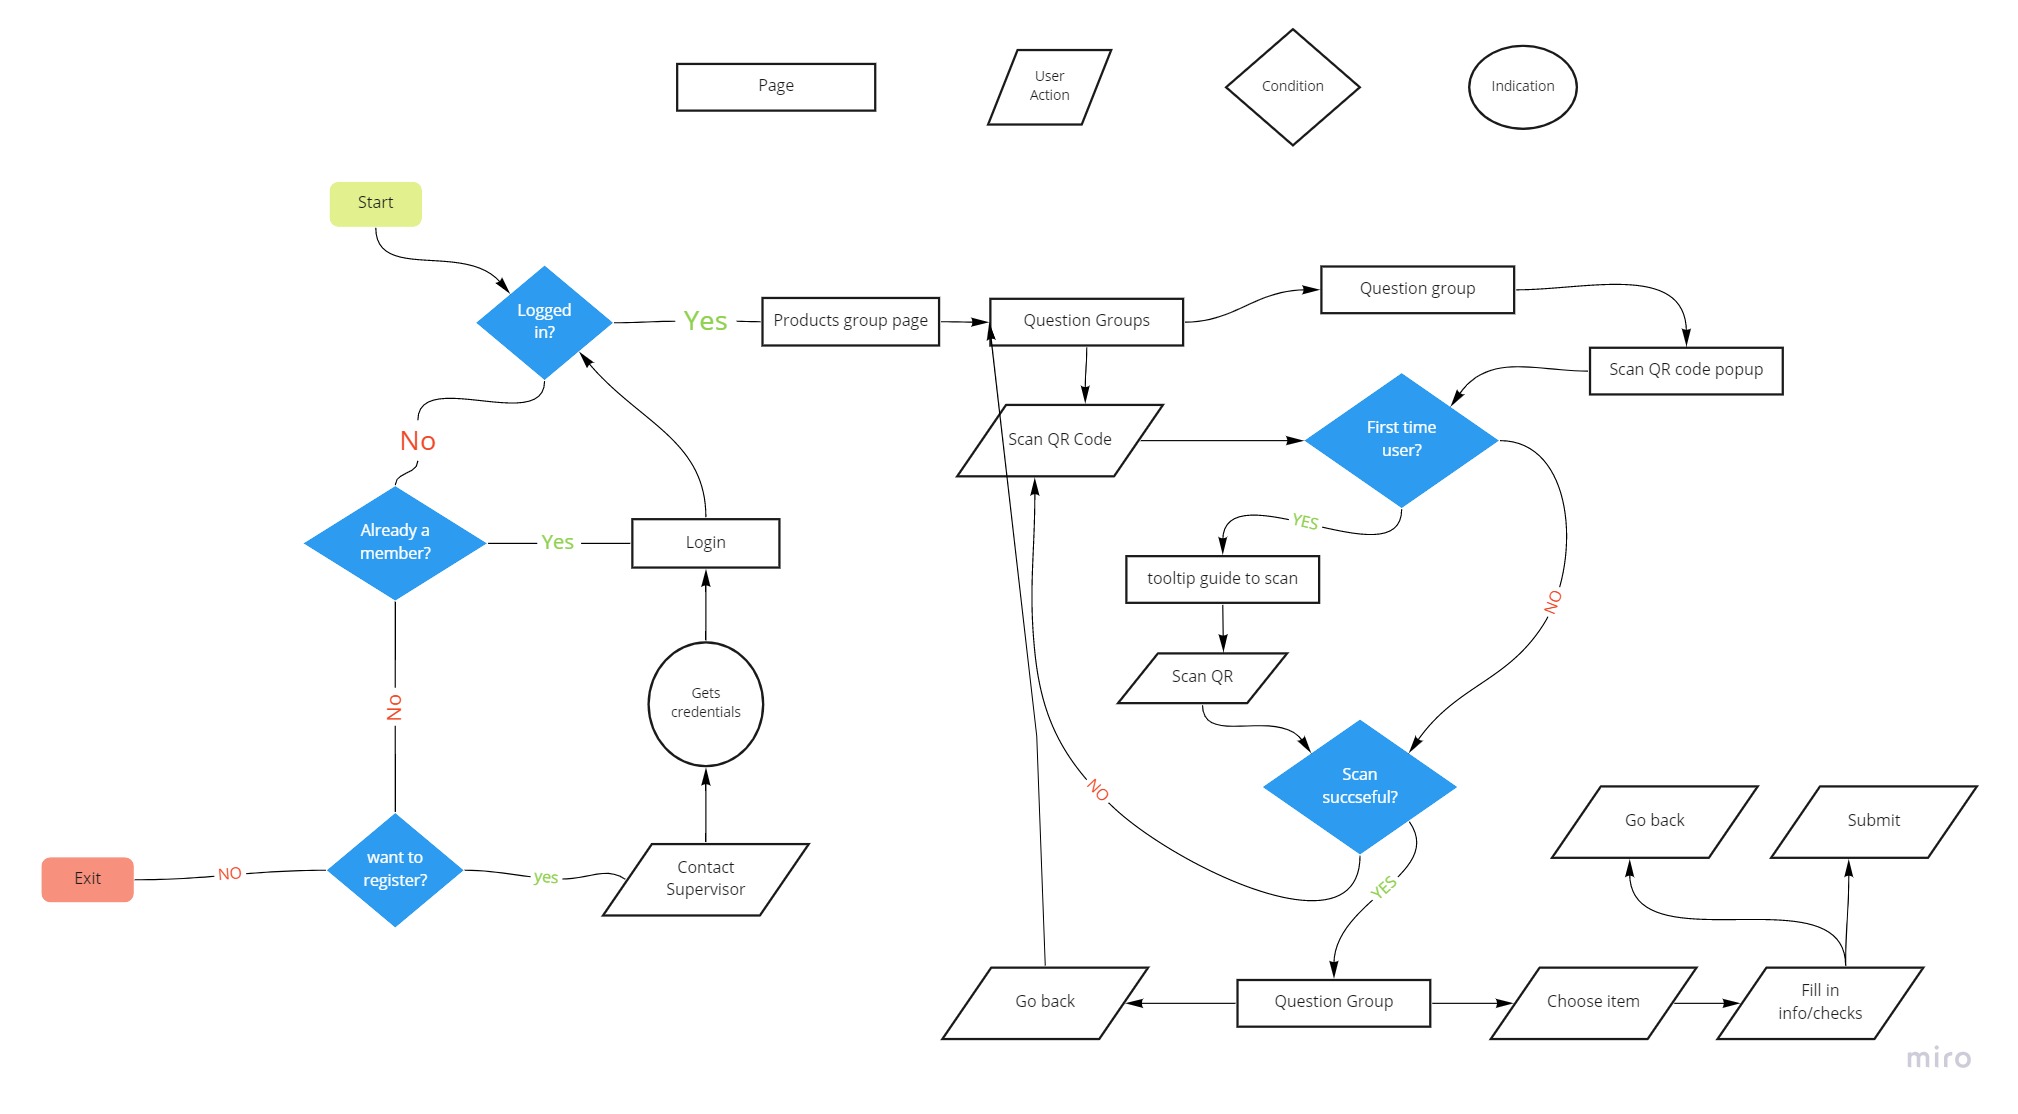 Page
User
Action
Condition
Indication
Start
Logged
in?
Yes
Products group page
Question Groups
Question group
Scan QR code popup
No
Scan QR Code
First time
user?
Already a
member?
Yes
Login
YES
tooltip guide to scan
NO
Scan QR
No
Gets
credentials
Scan
succseful?
NO
want to
register?
NO
Exit
yes
Contact
Supervisor
YES
Go back
Submit
Go back
Question Group
Choose item
Fill in
info/checks
miro